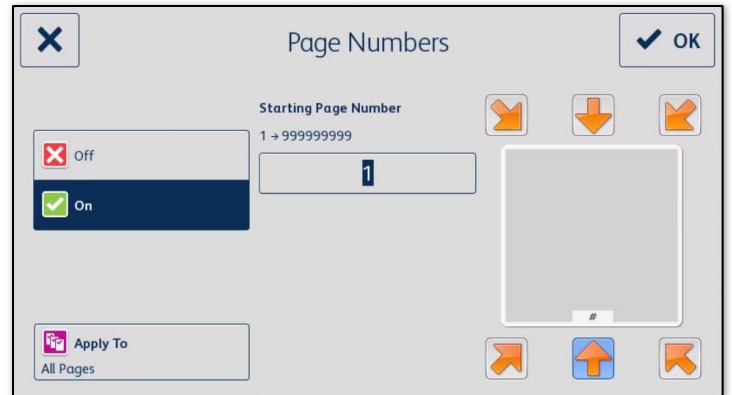 Page Numbers
OK
Starting Page Number
1 → 999999999
1
Off
On
#
Apply To
All Pages